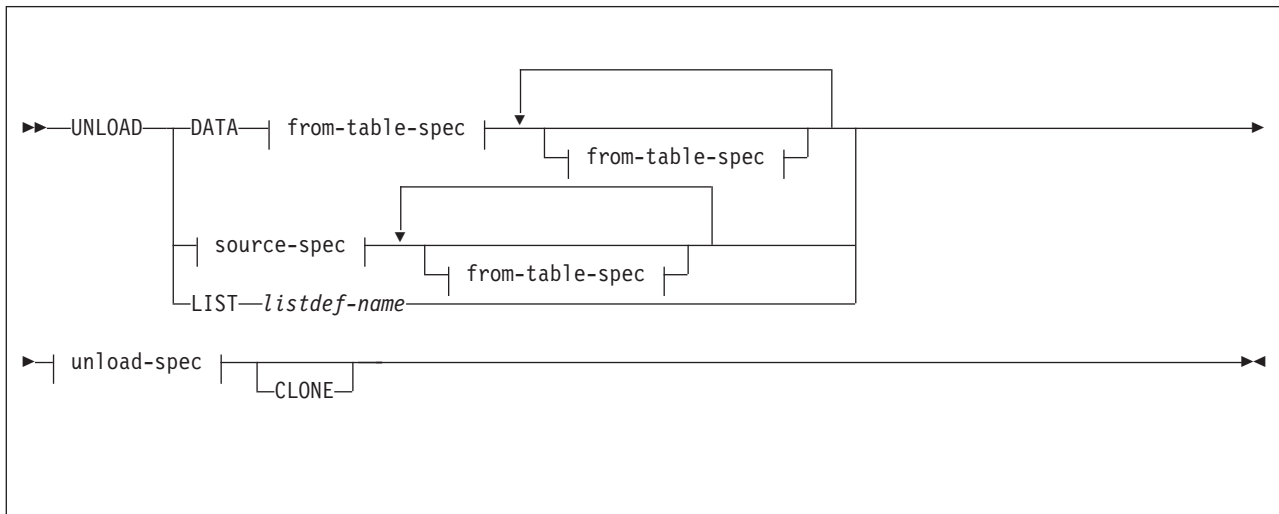 UNLOAD DATA from-table-spec
from-table-spec
source-spec
from-table-spec
LIST listdef-name
unload-spec
CLONE